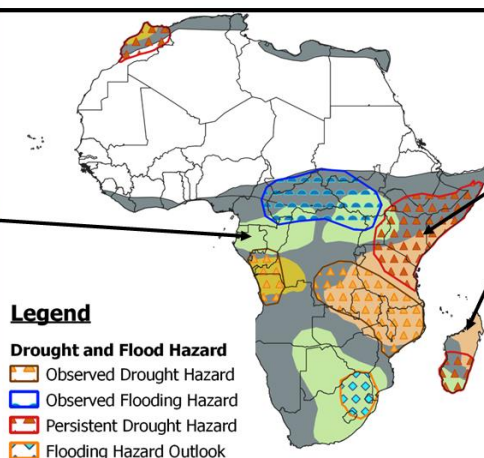 Legend
Drought and Flood Hazard
Observed Drought Hazard
Observed Flooding Hazard
Persistent Drought Hazard
Flooding Hazard Outlook